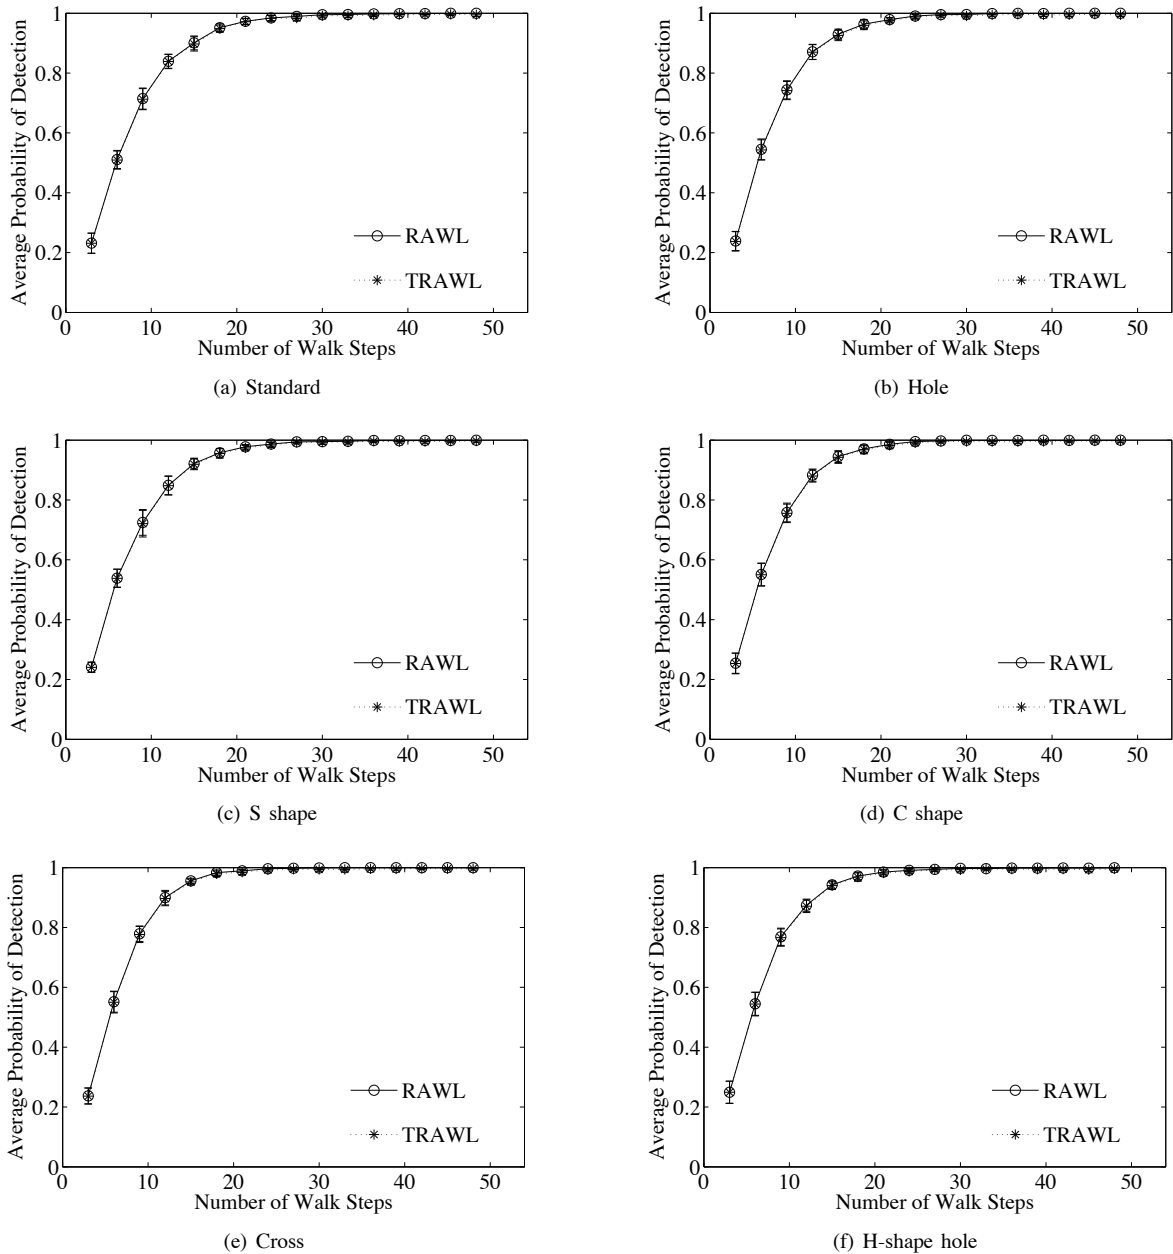 1
0.8
0.6
0.4
0.2
0
Average Probability of Detection
RAWL
TRAWL
0 10 20 30 40 50
Number of Walk Steps
(a) Standard
1
0.8
0.6
0.4
0.2
0
Average Probability of Detection
RAWL
TRAWL
0 10 20 30 40 50
Number of Walk Steps
(b) Hole
1
0.8
0.6
0.4
0.2
0
Average Probability of Detection
RAWL
TRAWL
0 10 20 30 40 50
Number of Walk Steps
(c) S shape
1
0.8
0.6
0.4
0.2
0
Average Probability of Detection
RAWL
TRAWL
0 10 20 30 40 50
Number of Walk Steps
(d) C shape
1
0.8
0.6
0.4
0.2
0
Average Probability of Detection
RAWL
TRAWL
0 10 20 30 40 50
Number of Walk Steps
(e) Cross
1
0.8
0.6
0.4
0.2
0
Average Probability of Detection
RAWL
TRAWL
0 10 20 30 40 50
Number of Walk Steps
(f) H-shape hole